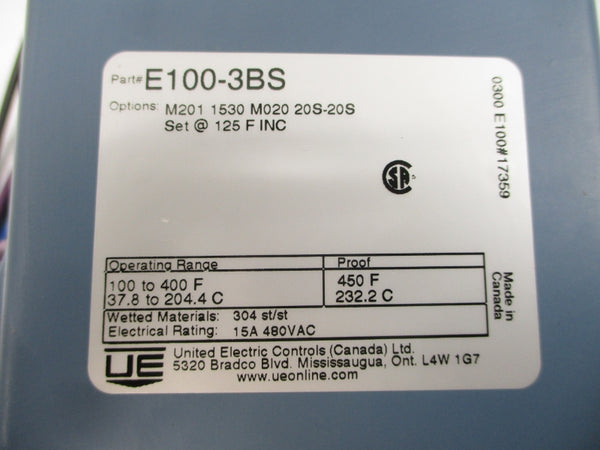 Part# E100-3BS
Options: M201 1530 M020 20S-20S
Set @ 125 F INC
0300 E100#17359
CSA
Operating Range Proof
100 to 400 F 450 F
37.8 to 204.4 C 232.2 C
Wetted Materials: 304 st/st
Electrical Rating: 15A 480VAC
Made in
Canada
UE
United Electric Controls (Canada) Ltd.
5320 Bradco Blvd. Mississaugua, Ont. L4W 1G7
www.ueonline.com